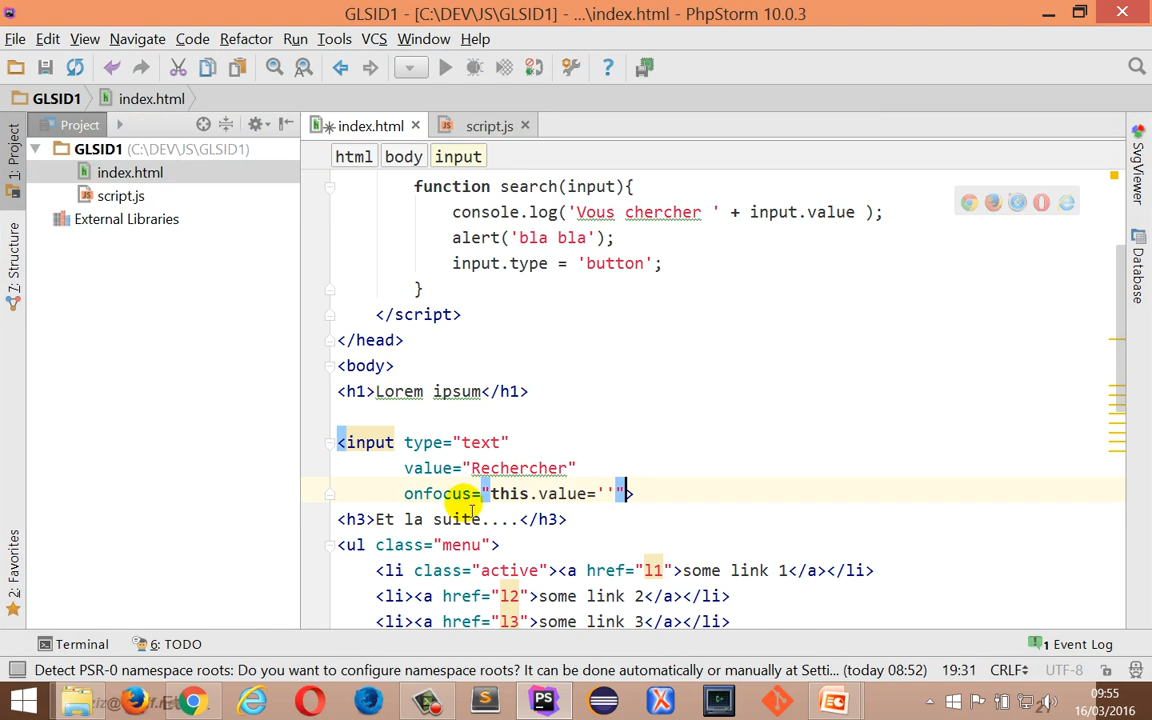 GLSID1 - [C:\DEV\JS\GLSID1] - ...\index.html - PhpStorm 10.0.3
File Edit View Navigate Code Refactor Run Tools VCS Window Help
GLSID1 index.html
Project index.html script.js
1: Project
7: Structure
2: Favorites
GLSID1 (C:\DEV\JS\GLSID1)
index.html
script.js
External Libraries
html body input
function search(input){
console.log('Vous chercher ' + input.value );
alert('bla bla');
input.type = 'button';
}
</script>
</head>
<body>
<h1>Lorem ipsum</h1>
<input type="text"
value="Rechercher"
onfocus="this.value=''">
<h3>Et la suite....</h3>
<ul class="menu">
<li class="active"><a href="l1">some link 1</a></li>
<li><a href="l2">some link 2</a></li>
<li><a href="l3">some link 3</a></li>
SvgViewer
Database
Terminal 6: TODO 1 Event Log
Detect PSR-0 namespace roots: Do you want to configure namespace roots? It can be done automatically or manually at Setti... (today 08:52) 19:31 CRLF UTF-8
09:55
16/03/2016